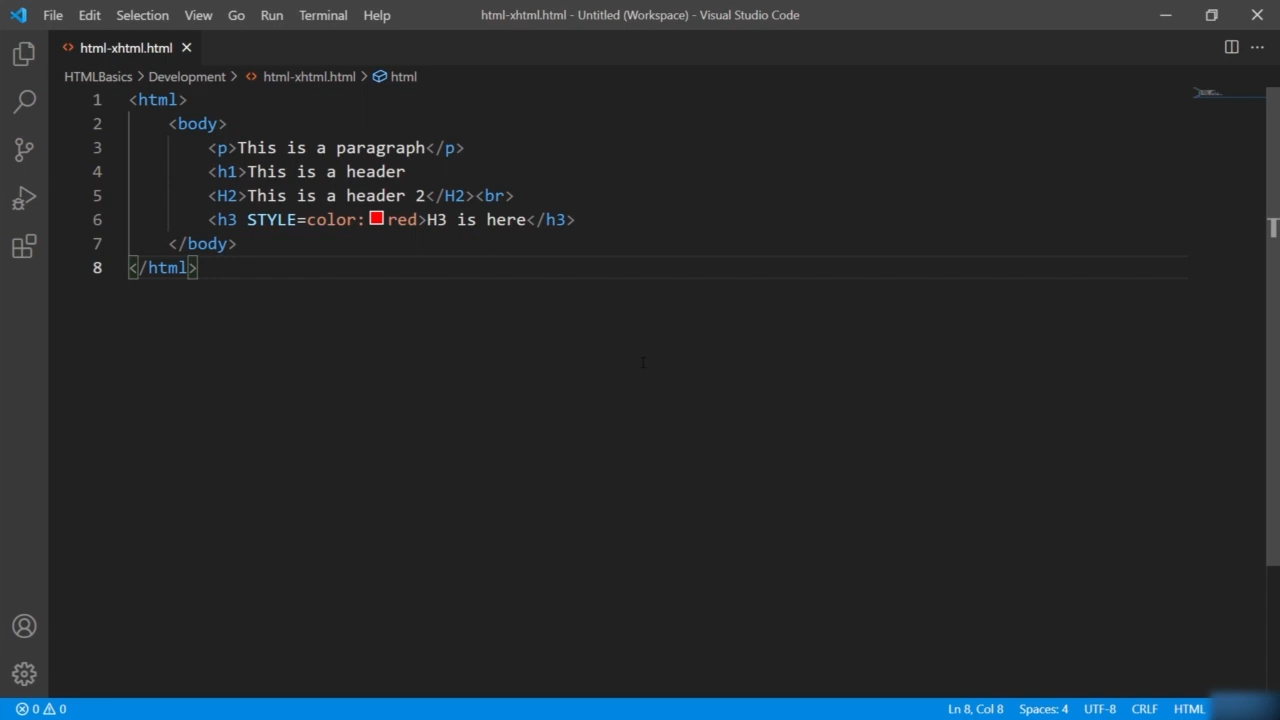 File Edit Selection View Go Run Terminal Help html-xhtml.html - Untitled (Workspace) - Visual Studio Code
html-xhtml.html
HTMLBasics > Development > html-xhtml.html > html
1 <html>
2 <body>
3 <p>This is a paragraph</p>
4 <h1>This is a header
5 <H2>This is a header 2</H2><br>
6 <h3 STYLE=color:red>H3 is here</h3>
7 </body>
8 </html>
0 0 Ln 8, Col 8 Spaces: 4 UTF-8 CRLF HTML